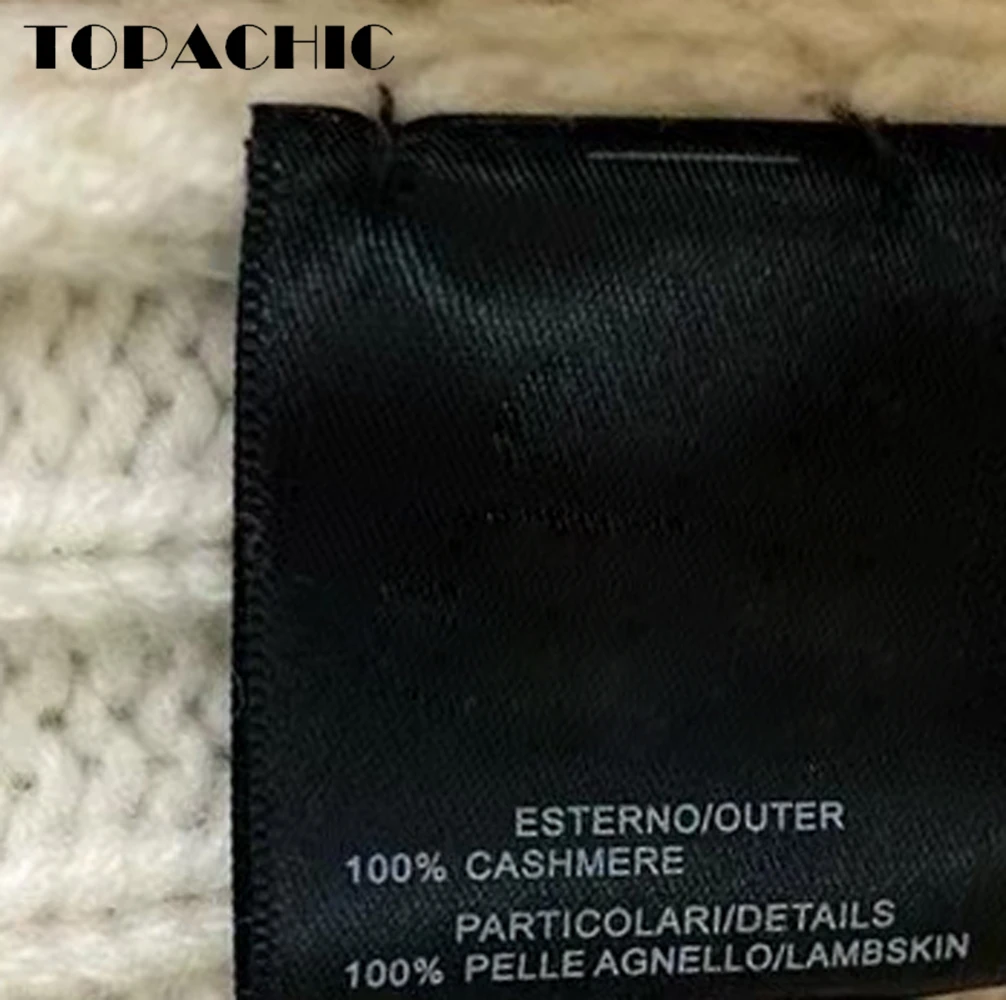 TOPACHIC
ESTERNO/OUTER
100% CASHMERE
PARTICOLARI/DETAILS
100% PELLE AGNELLO/LAMBSKIN